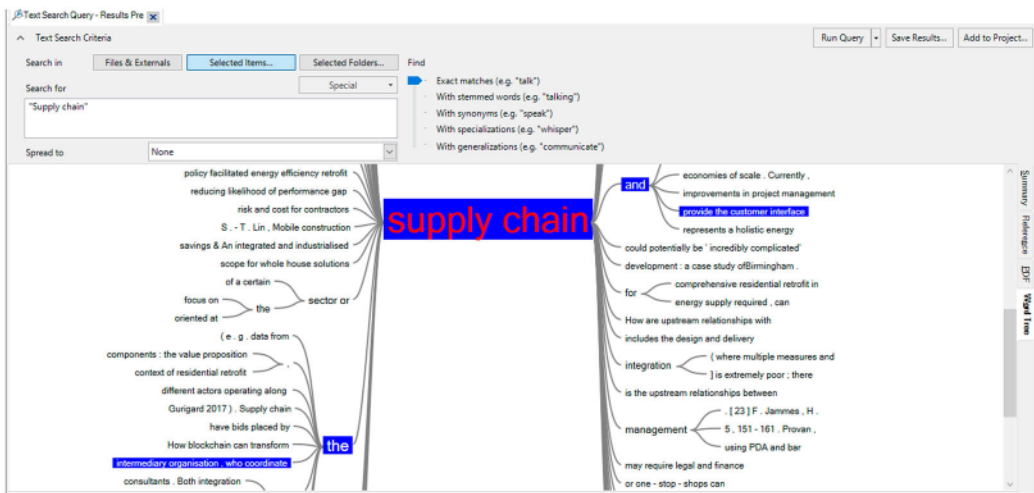 Text Search Query - Results Pre
Text Search Criteria
Run Query
Save Results...
Add to Project...
Search in
Files & Externals
Selected Items...
Selected Folders...
Find
Search for
Special
Exact matches (e.g. "talk")
With stemmed words (e.g. "talking")
"Supply chain"
With synonyms (e.g. "speak")
With specializations (e.g. "whisper")
With generalizations (e.g. "communicate")
Spread to
None
policy facilitated energy efficiency retrofit
reducing likelihood of performance gap
risk and cost for contractors
S . - T . Lin , Mobile construction
savings & An integrated and industrialised
scope for whole house solutions
of a certain
sector or
focus on
the
oriented at
( e . g . data from
components : the value proposition
,
context of residential retrofit
different actors operating along
Gurigard 2017 ) . Supply chain
have bids placed by
How blockchain can transform
the
intermediary organisation , who coordinate
consultants . Both integration
supply chain
economies of scale . Currently ,
and
improvements in project management
provide the customer interface
represents a holistic energy
could potentially be ' incredibly complicated'
development : a case study ofBirmingham .
comprehensive residential retrofit in
for
energy supply required , can
How are upstream relationships with
includes the design and delivery
( where multiple measures and
integration
] is extremely poor ; there
is the upstream relationships between
. [ 23 ] F . Jammes , H .
management
5 , 151 - 161 . Provan ,
using PDA and bar
may require legal and finance
or one - stop - shops can
Summary
Reference
PDF
Word Tree